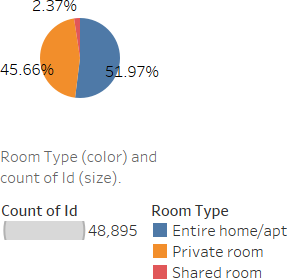 2.37%
45.66%
51.97%
Room Type (color) and
count of Id (size).
Count of Id
48,895
Room Type
Entire home/apt
Private room
Shared room